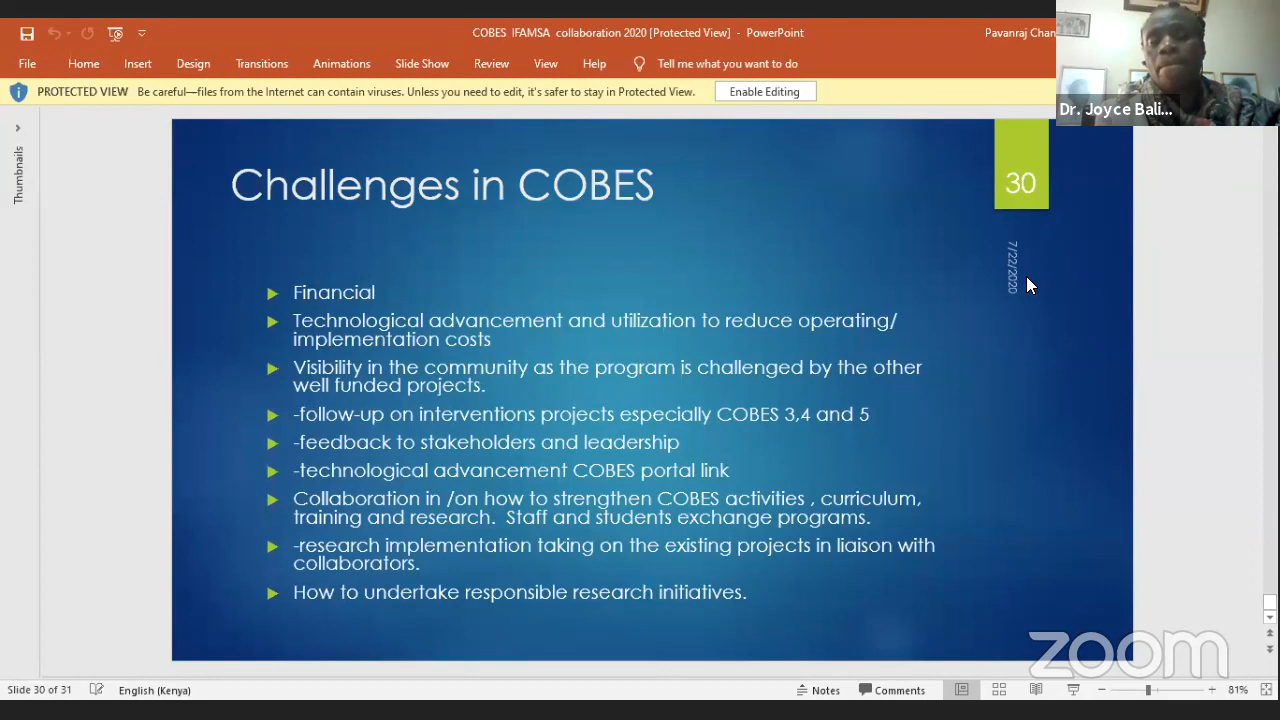 COBES IFAMSA collaboration 2020 [Protected View] - PowerPoint
Pavanraj Chan
File Home Insert Design Transitions Animations Slide Show Review View Help Tell me what you want to do
PROTECTED VIEW Be careful—files from the Internet can contain viruses. Unless you need to edit, it's safer to stay in Protected View. Enable Editing
Dr. Joyce Bali...
Thumbnails
Challenges in COBES
30
7/22/2020
Financial
Technological advancement and utilization to reduce operating/
implementation costs
Visibility in the community as the program is challenged by the other
well funded projects.
-follow-up on interventions projects especially COBES 3,4 and 5
-feedback to stakeholders and leadership
-technological advancement COBES portal link
Collaboration in /on how to strengthen COBES activities , curriculum,
training and research. Staff and students exchange programs.
-research implementation taking on the existing projects in liaison with
collaborators.
How to undertake responsible research initiatives.
zoom
Slide 30 of 31 English (Kenya) Notes Comments 81%